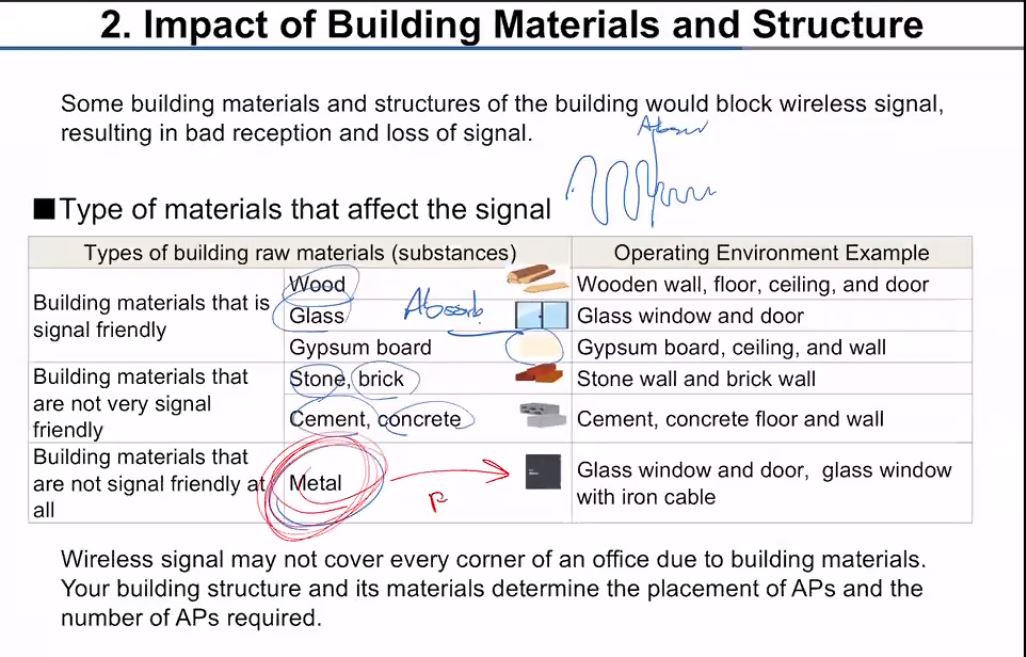 2. Impact of Building Materials and Structure
Some building materials and structures of the building would block wireless signal,
resulting in bad reception and loss of signal.
■Type of materials that affect the signal
Types of building raw materials (substances)
Operating Environment Example
Building materials that is
signal friendly
Wood
Wooden wall, floor, ceiling, and door
Glass
Absorb
Glass window and door
Gypsum board
Gypsum board, ceiling, and wall
Building materials that
are not very signal
friendly
Stone, brick
Stone wall and brick wall
Cement, concrete
Cement, concrete floor and wall
Building materials that
are not signal friendly at
all
Metal
Glass window and door, glass window
with iron cable
Wireless signal may not cover every corner of an office due to building materials.
Your building structure and its materials determine the placement of APs and the
number of APs required.